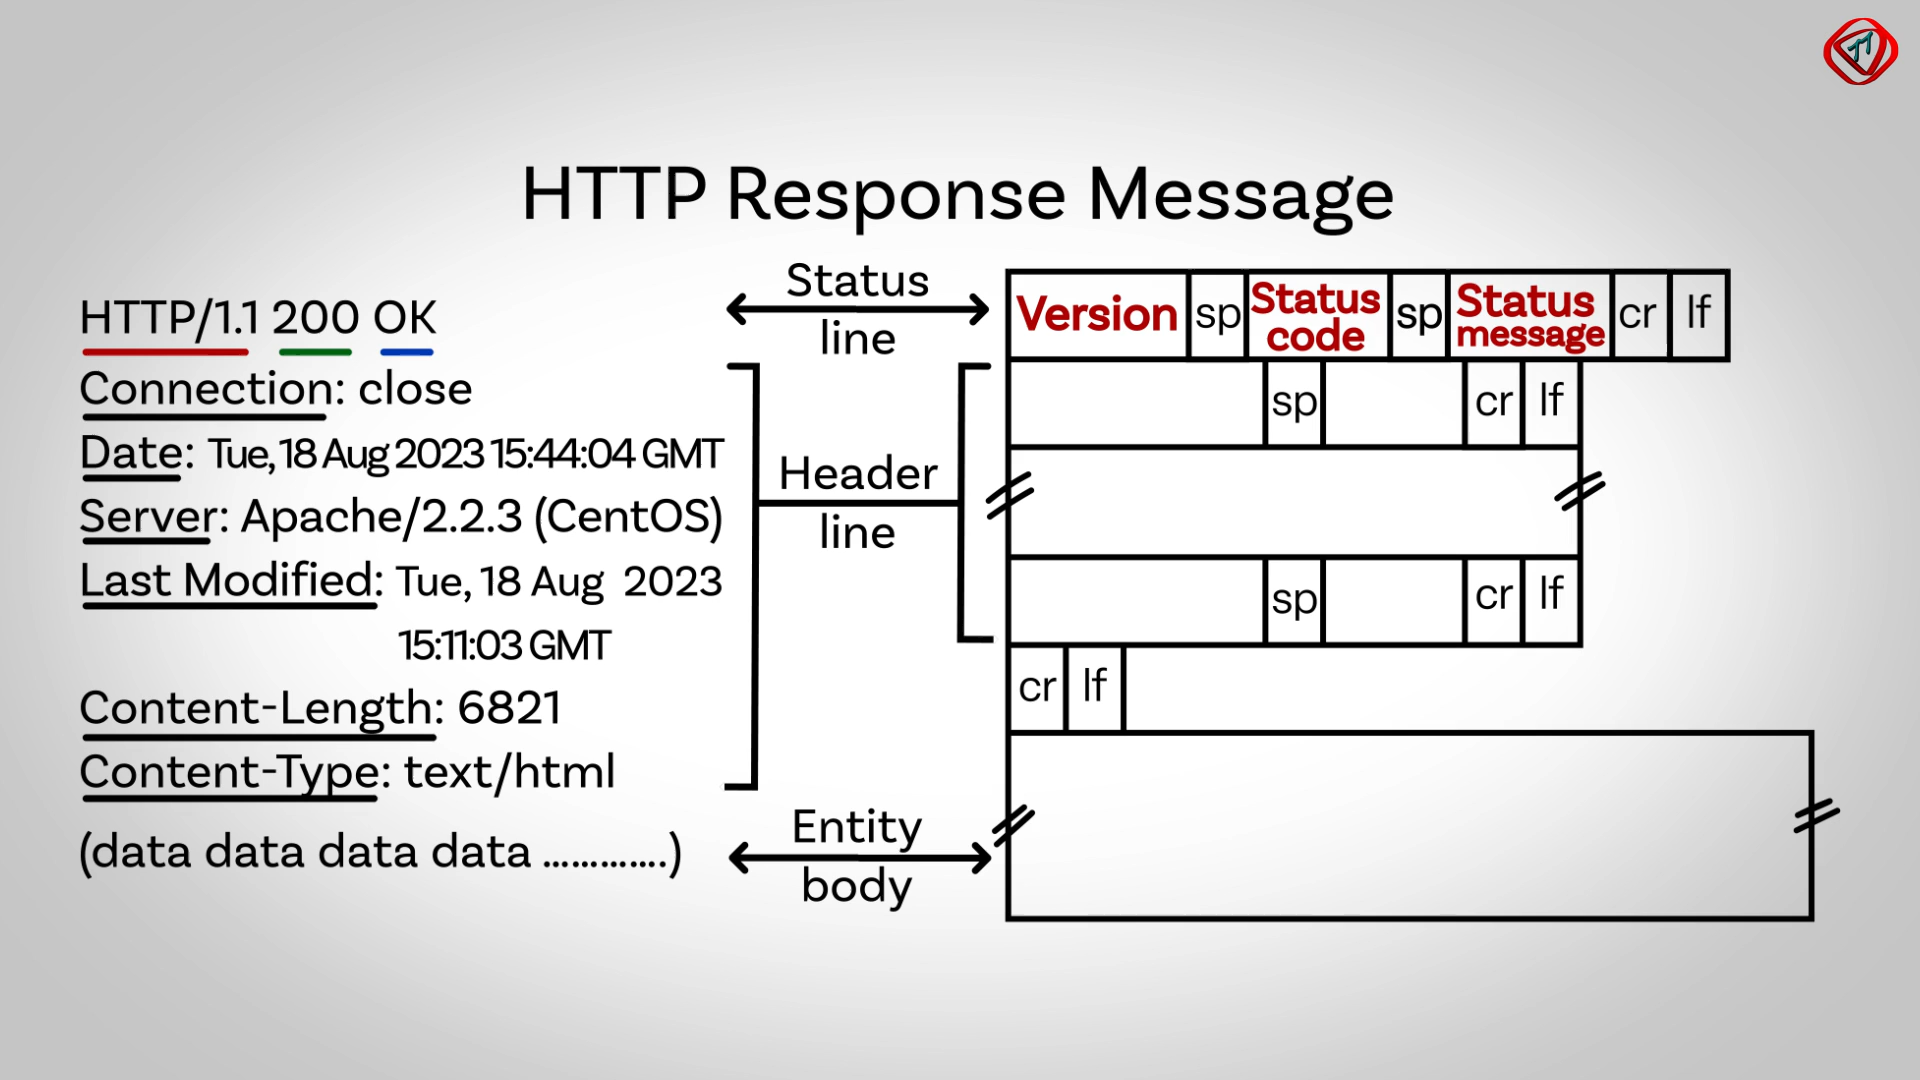 HTTP Response Message
HTTP/1.1 200 OK
Connection: close
Date: Tue, 18 Aug 2023 15:44:04 GMT
Server: Apache/2.2.3 (CentOS)
Last Modified: Tue, 18 Aug 2023
15:11:03 GMT
Content-Length: 6821
Content-Type: text/html
(data data data data .............)
Status
line
Header
line
Entity
body
Version sp Status code sp Status message cr lf
sp cr lf
sp cr lf
cr lf